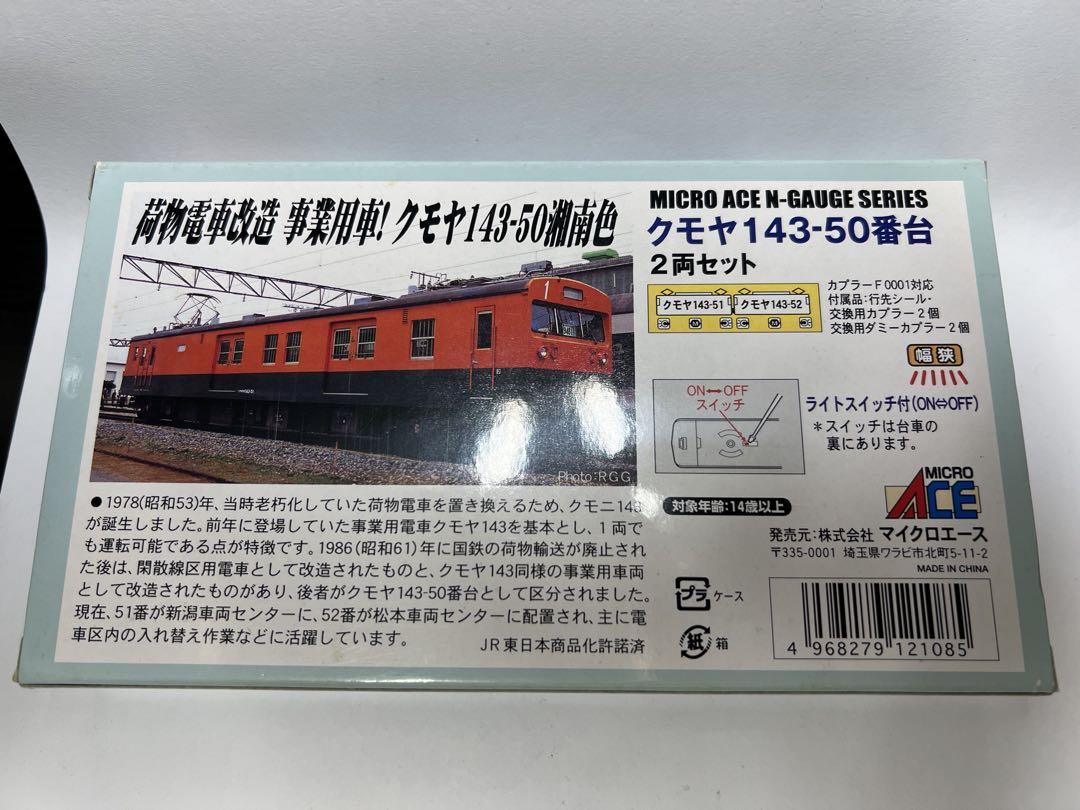 荷物電車改造 事業用車! クモヤ143-50湘南色
1
Photo:RGG
●1978(昭和53)年、当時老朽化していた荷物電車を置き換えるため、クモニ143
が誕生しました。前年に登場していた事業用電車クモヤ143を基本とし、1両で
も運転可能である点が特徴です。1986(昭和61)年に国鉄の荷物輸送が廃止され
た後は、閑散線区用電車として改造されたものと、クモヤ143同様の事業用車両
として改造されたものがあり、後者がクモヤ143-50番台として区分されました。
現在、51番が新潟車両センターに、52番が松本車両センターに配置され、主に電
車区内の入れ替え作業などに活躍しています。
JR東日本商品化許諾済
MICRO ACE N-GAUGE SERIES
クモヤ143-50番台
2両セット
クモヤ143-51 クモヤ143-52
カプラーF0001対応
付属品:行先シール・
交換用カプラー2個
交換用ダミーカプラー2個
幅狭
ON⇔OFF
スイッチ
ライトスイッチ付(ON⇔OFF)
＊スイッチは台車の
裏にあります。
対象年齢:14歳以上
MICRO
ACE
発売元:株式会社 マイクロエース
〒335-0001 埼玉県ワラビ市北町5-11-2
MADE IN CHINA
プラ ケース
紙 箱
4 968279 121085